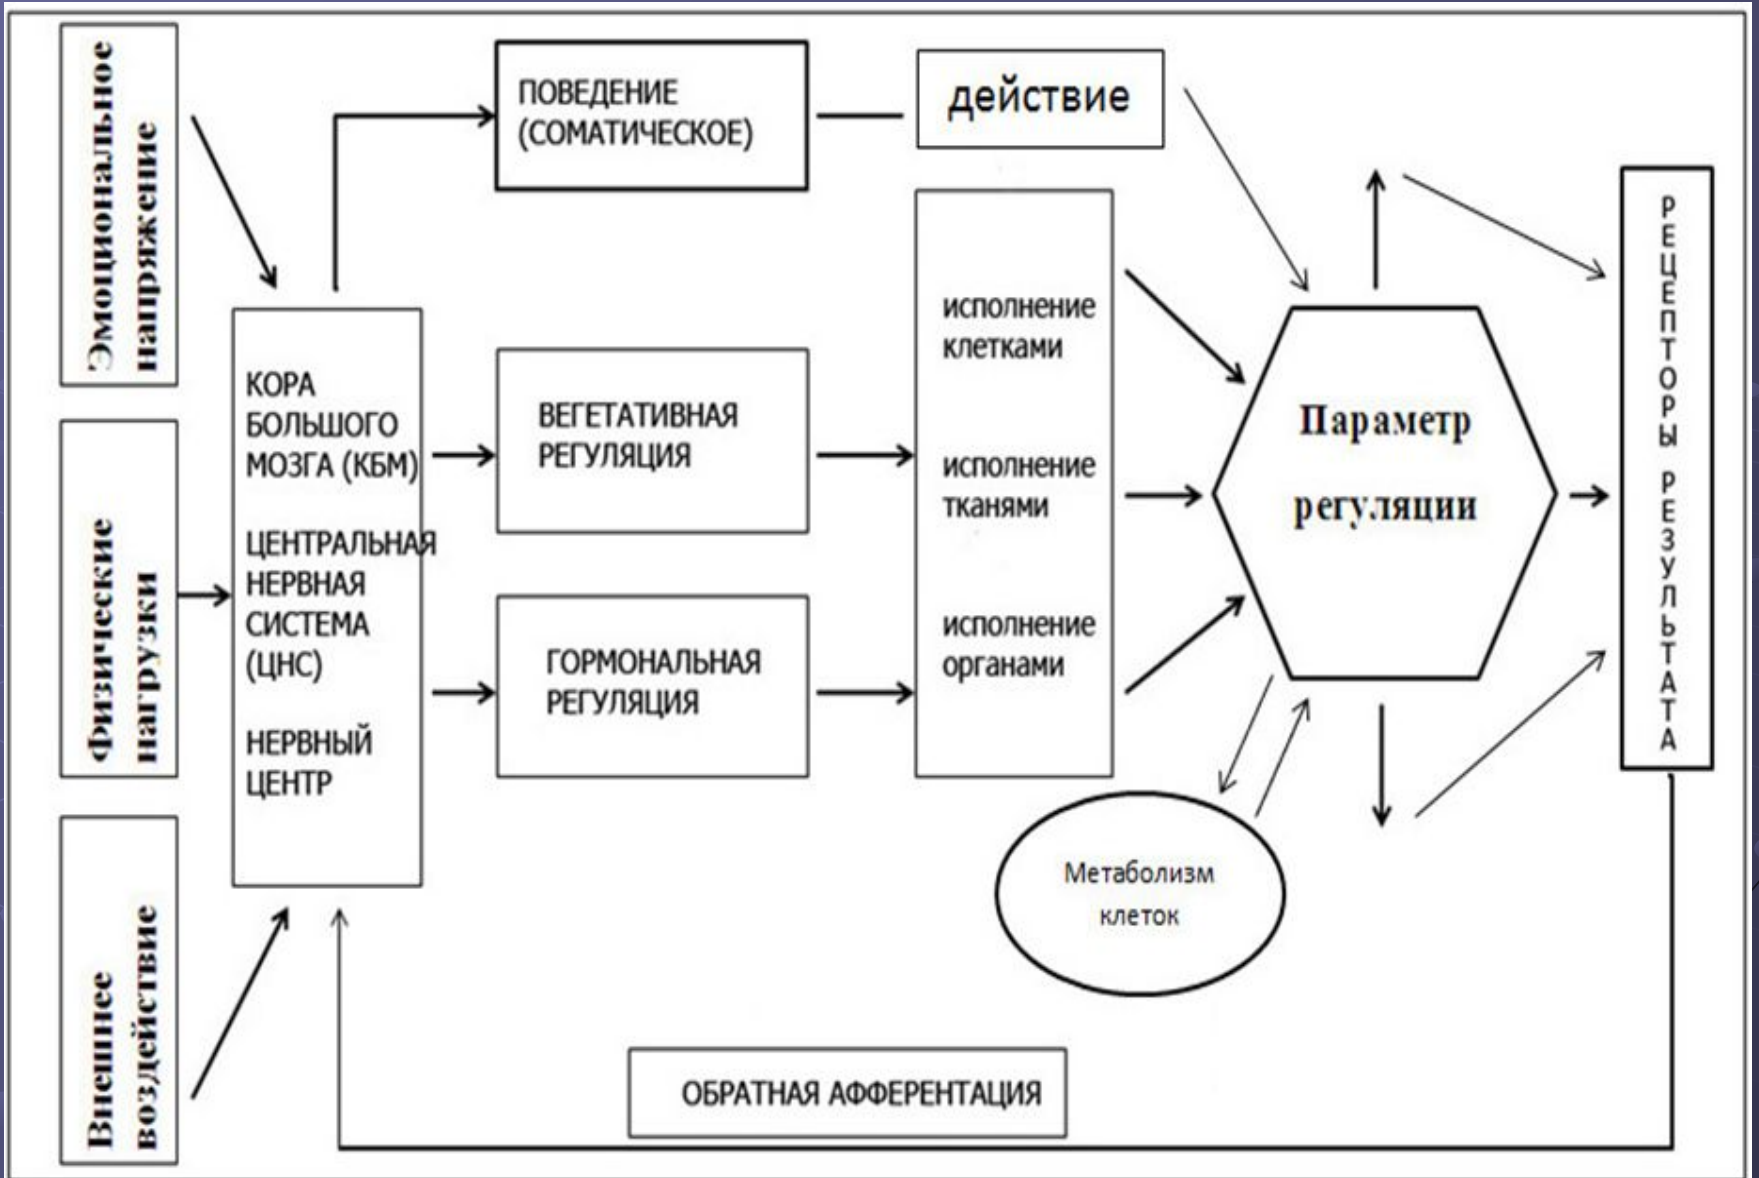 Эмоциональное
напряжение
Физические
нагрузки
Внешнее
воздействие
КОРА
БОЛЬШОГО
МОЗГА (КБМ)
ЦЕНТРАЛЬНАЯ
НЕРВНАЯ
СИСТЕМА
(ЦНС)
НЕРВНЫЙ
ЦЕНТР
ПОВЕДЕНИЕ
(СОМАТИЧЕСКОЕ)
ВЕГЕТАТИВНАЯ
РЕГУЛЯЦИЯ
ГОРМОНАЛЬНАЯ
РЕГУЛЯЦИЯ
действие
исполнение
клетками
исполнение
тканями
исполнение
органами
Параметр
регуляции
Метаболизм
клеток
РЕЦЕПТОРЫ РЕЗУЛЬТАТА
ОБРАТНАЯ АФФЕРЕНТАЦИЯ